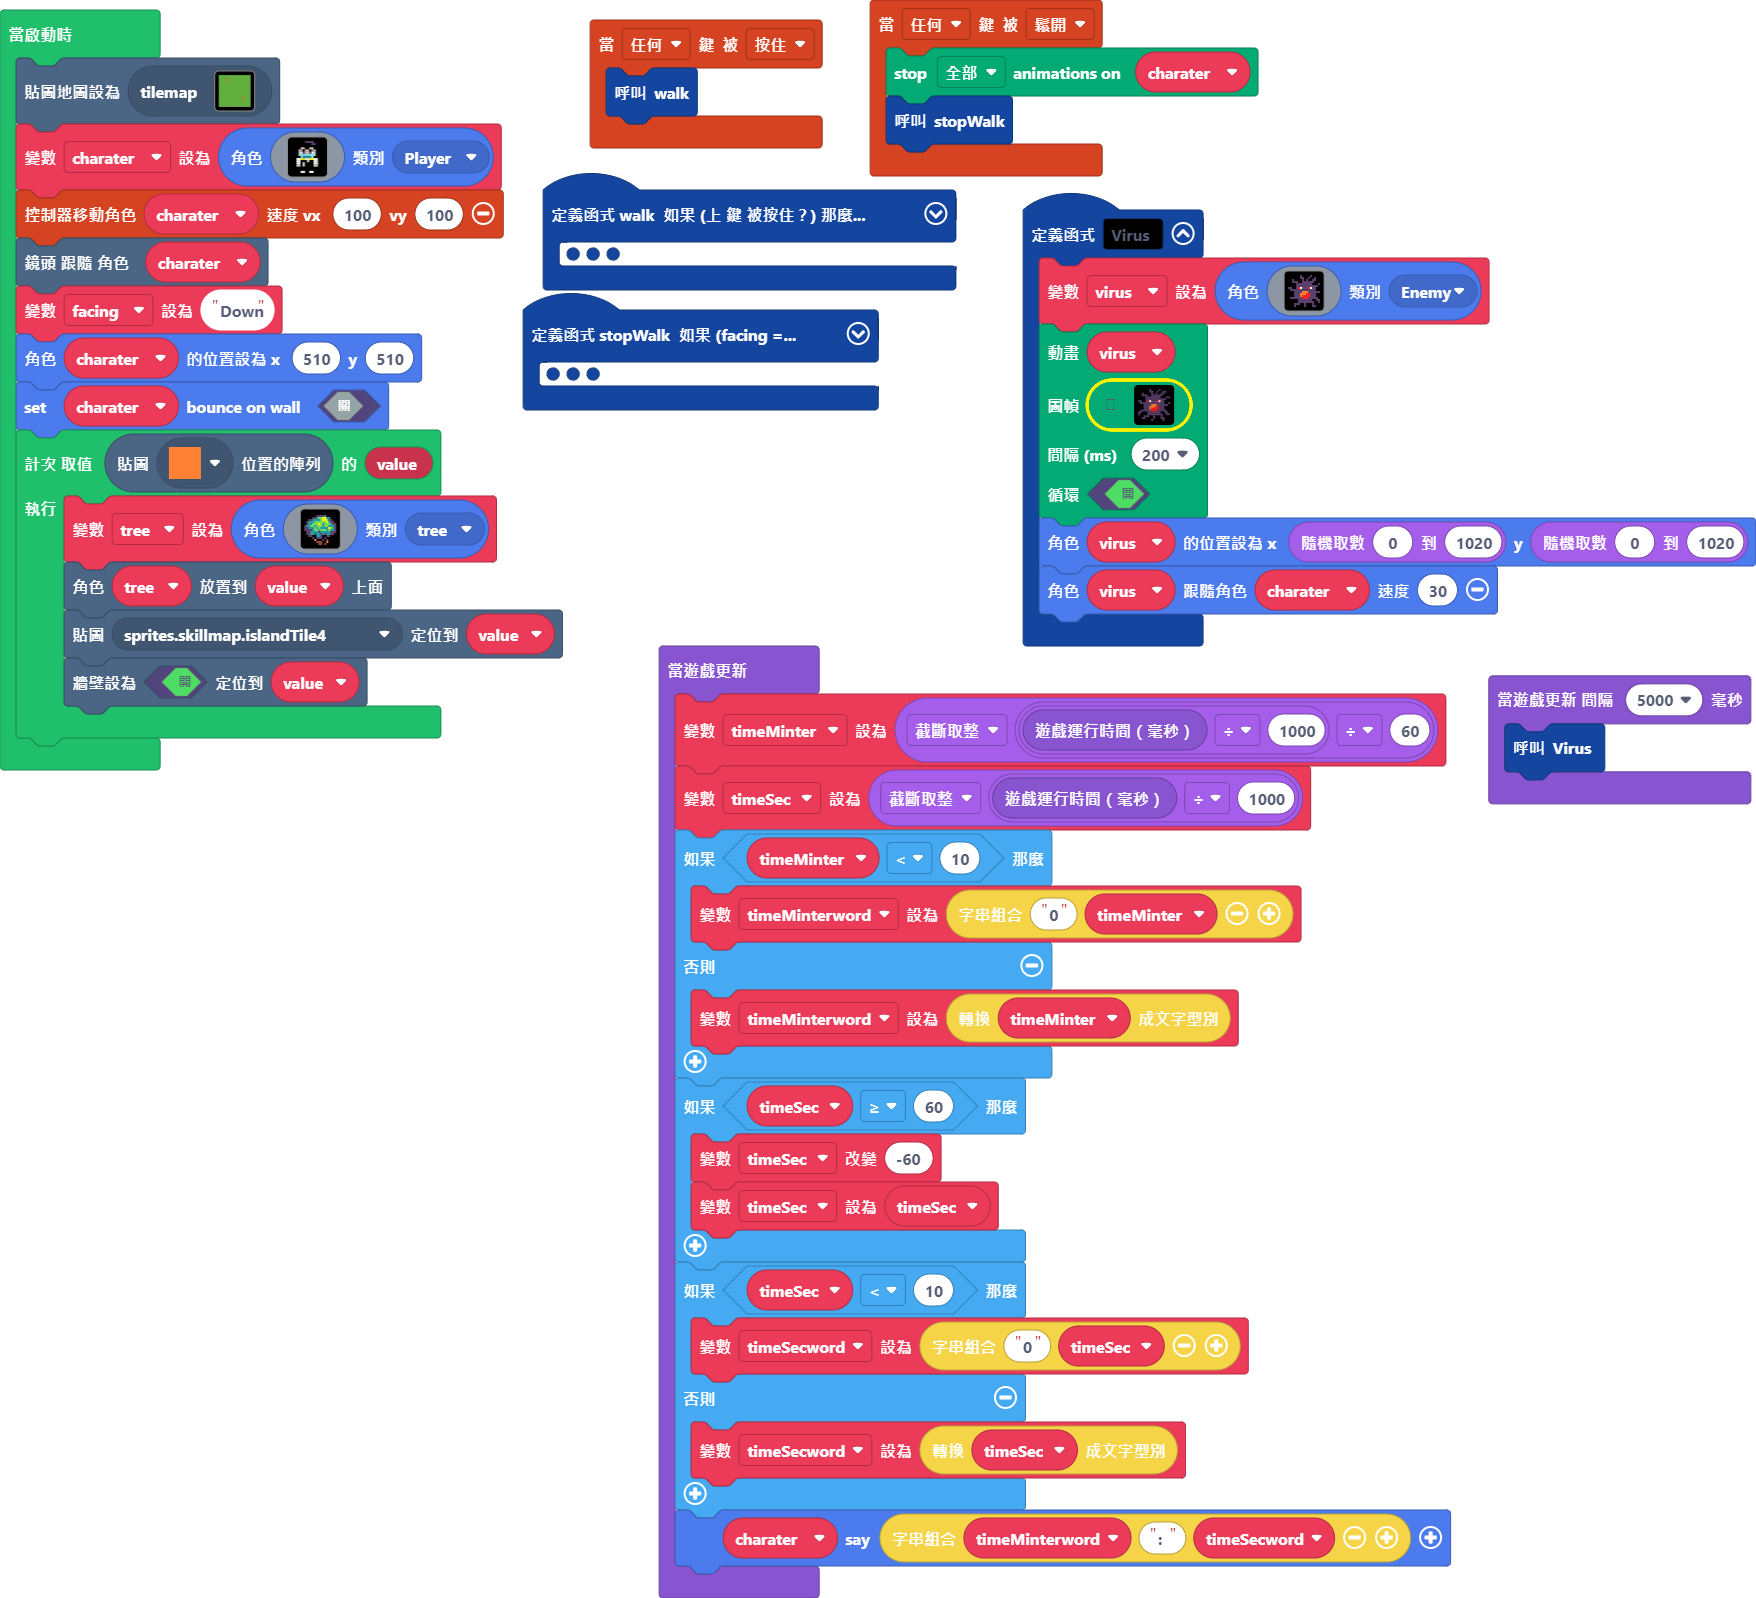 當啟動時
貼圖地圖設為 tilemap
變數 charater 設為 角色 類別 Player
控制器移動角色 charater 速度 vx 100 vy 100
鏡頭 跟隨 角色 charater
變數 facing 設為 "Down"
角色 charater 的位置設為 x 510 y 510
set charater bounce on wall 關
計次 取值 貼圖 位置的陣列 的 value
執行
變數 tree 設為 角色 類別 tree
角色 tree 放置到 value 上面
貼圖 sprites.skillmap.islandTile4 定位到 value
牆壁設為 開 定位到 value
當 任何 鍵 被 按住
呼叫 walk
當 任何 鍵 被 鬆開
stop 全部 animations on charater
呼叫 stopWalk
定義函式 walk 如果 (上 鍵 被按住？) 那麼...
定義函式 stopWalk 如果 (facing =...
定義函式 Virus
變數 virus 設為 角色 類別 Enemy
動畫 virus
圖幀
間隔 (ms) 200
循環 開
角色 virus 的位置設為 x 隨機取數 0 到 1020 y 隨機取數 0 到 1020
角色 virus 跟隨角色 charater 速度 30
當遊戲更新
變數 timeMinter 設為 截斷取整 遊戲運行時間（毫秒） ÷ 1000 ÷ 60
變數 timeSec 設為 截斷取整 遊戲運行時間（毫秒） ÷ 1000
如果 timeMinter < 10 那麼
變數 timeMinterword 設為 字串組合 "0" timeMinter
否則
變數 timeMinterword 設為 轉換 timeMinter 成文字型別
如果 timeSec ≥ 60 那麼
變數 timeSec 改變 -60
變數 timeSec 設為 timeSec
如果 timeSec < 10 那麼
變數 timeSecword 設為 字串組合 "0" timeSec
否則
變數 timeSecword 設為 轉換 timeSec 成文字型別
charater say 字串組合 timeMinterword ":" timeSecword
當遊戲更新 間隔 5000 毫秒
呼叫 Virus